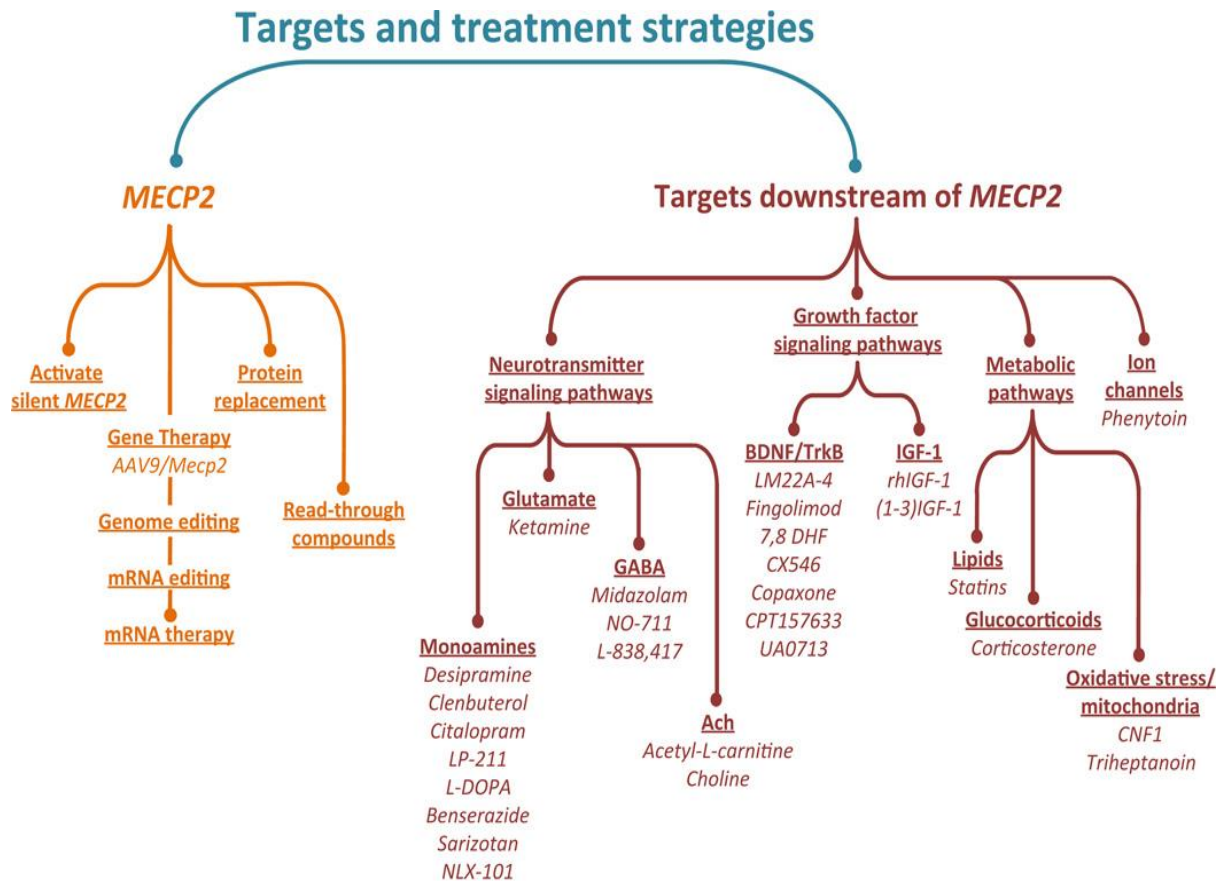 Targets and treatment strategies
MECP2
Activate
silent MECP2
Gene Therapy
AAV9/Mecp2
Genome editing
mRNA editing
mRNA therapy
Protein
replacement
Read-through
compounds
Targets downstream of MECP2
Neurotransmitter
signaling pathways
Monoamines
Desipramine
Clenbuterol
Citalopram
LP-211
L-DOPA
Benserazide
Sarizotan
NLX-101
Glutamate
Ketamine
GABA
Midazolam
NO-711
L-838,417
Ach
Acetyl-L-carnitine
Choline
Growth factor
signaling pathways
BDNF/TrkB
LM22A-4
Fingolimod
7,8 DHF
CX546
Copaxone
CPT157633
UA0713
IGF-1
rhIGF-1
(1-3)IGF-1
Metabolic
pathways
Lipids
Statins
Glucocorticoids
Corticosterone
Oxidative stress/
mitochondria
CNF1
Triheptanoin
Ion
channels
Phenytoin